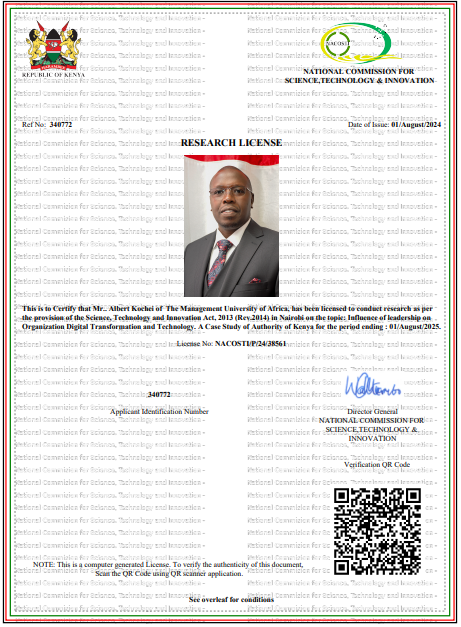 REPUBLIC OF KENYA
NACOSTI
NATIONAL COMMISSION FOR
SCIENCE,TECHNOLOGY & INNOVATION
Ref No: 340772
Date of Issue: 01/August/2024
RESEARCH LICENSE
This is to Certify that Mr.. Albert Kochei of The Management University of Africa, has been licensed to conduct research as per
the provision of the Science, Technology and Innovation Act, 2013 (Rev.2014) in Nairobi on the topic: Influence of leadership on
Organization Digital Transformation and Technology. A Case Study of Authority of Kenya for the period ending : 01/August/2025.
License No: NACOSTI/P/24/38561
340772
Applicant Identification Number
Director General
NATIONAL COMMISSION FOR
SCIENCE,TECHNOLOGY &
INNOVATION
Verification QR Code
NOTE: This is a computer generated License. To verify the authenticity of this document,
Scan the QR Code using QR scanner application.
See overleaf for conditions